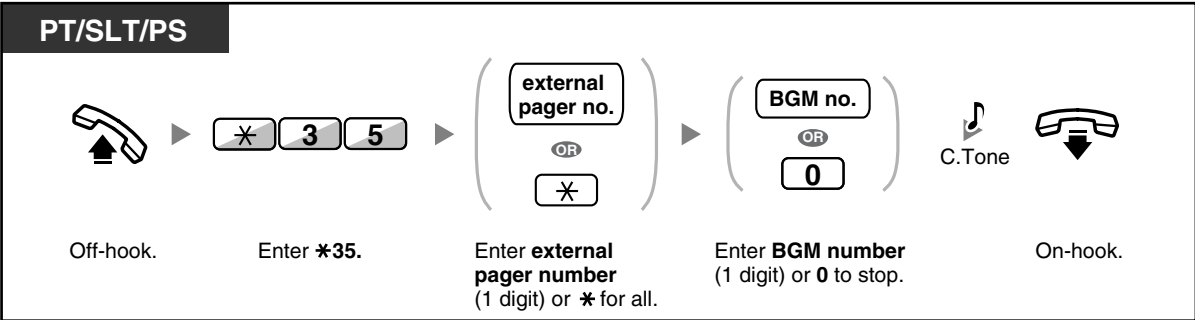 PT/SLT/PS
external
pager no.
OR
✳
BGM no.
OR
0
✳ 3 5
C.Tone
Off-hook.
Enter ✳35.
Enter external
pager number
(1 digit) or ✳ for all.
Enter BGM number
(1 digit) or 0 to stop.
On-hook.